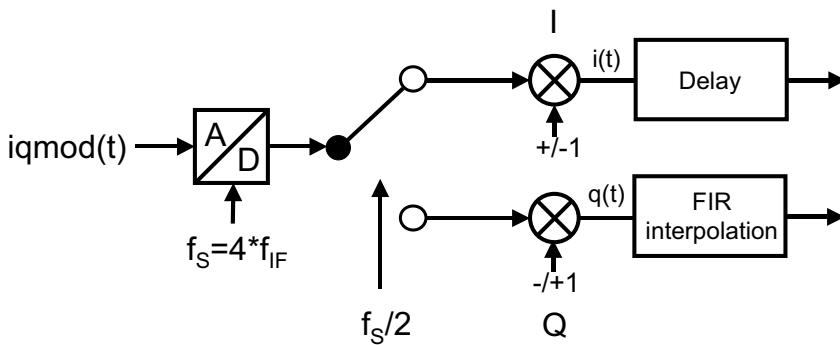 I
i(t)
Delay
+/-1
iqmod(t)
A
D
f_S=4*f_IF
q(t)
FIR
interpolation
-/+1
f_S/2
Q